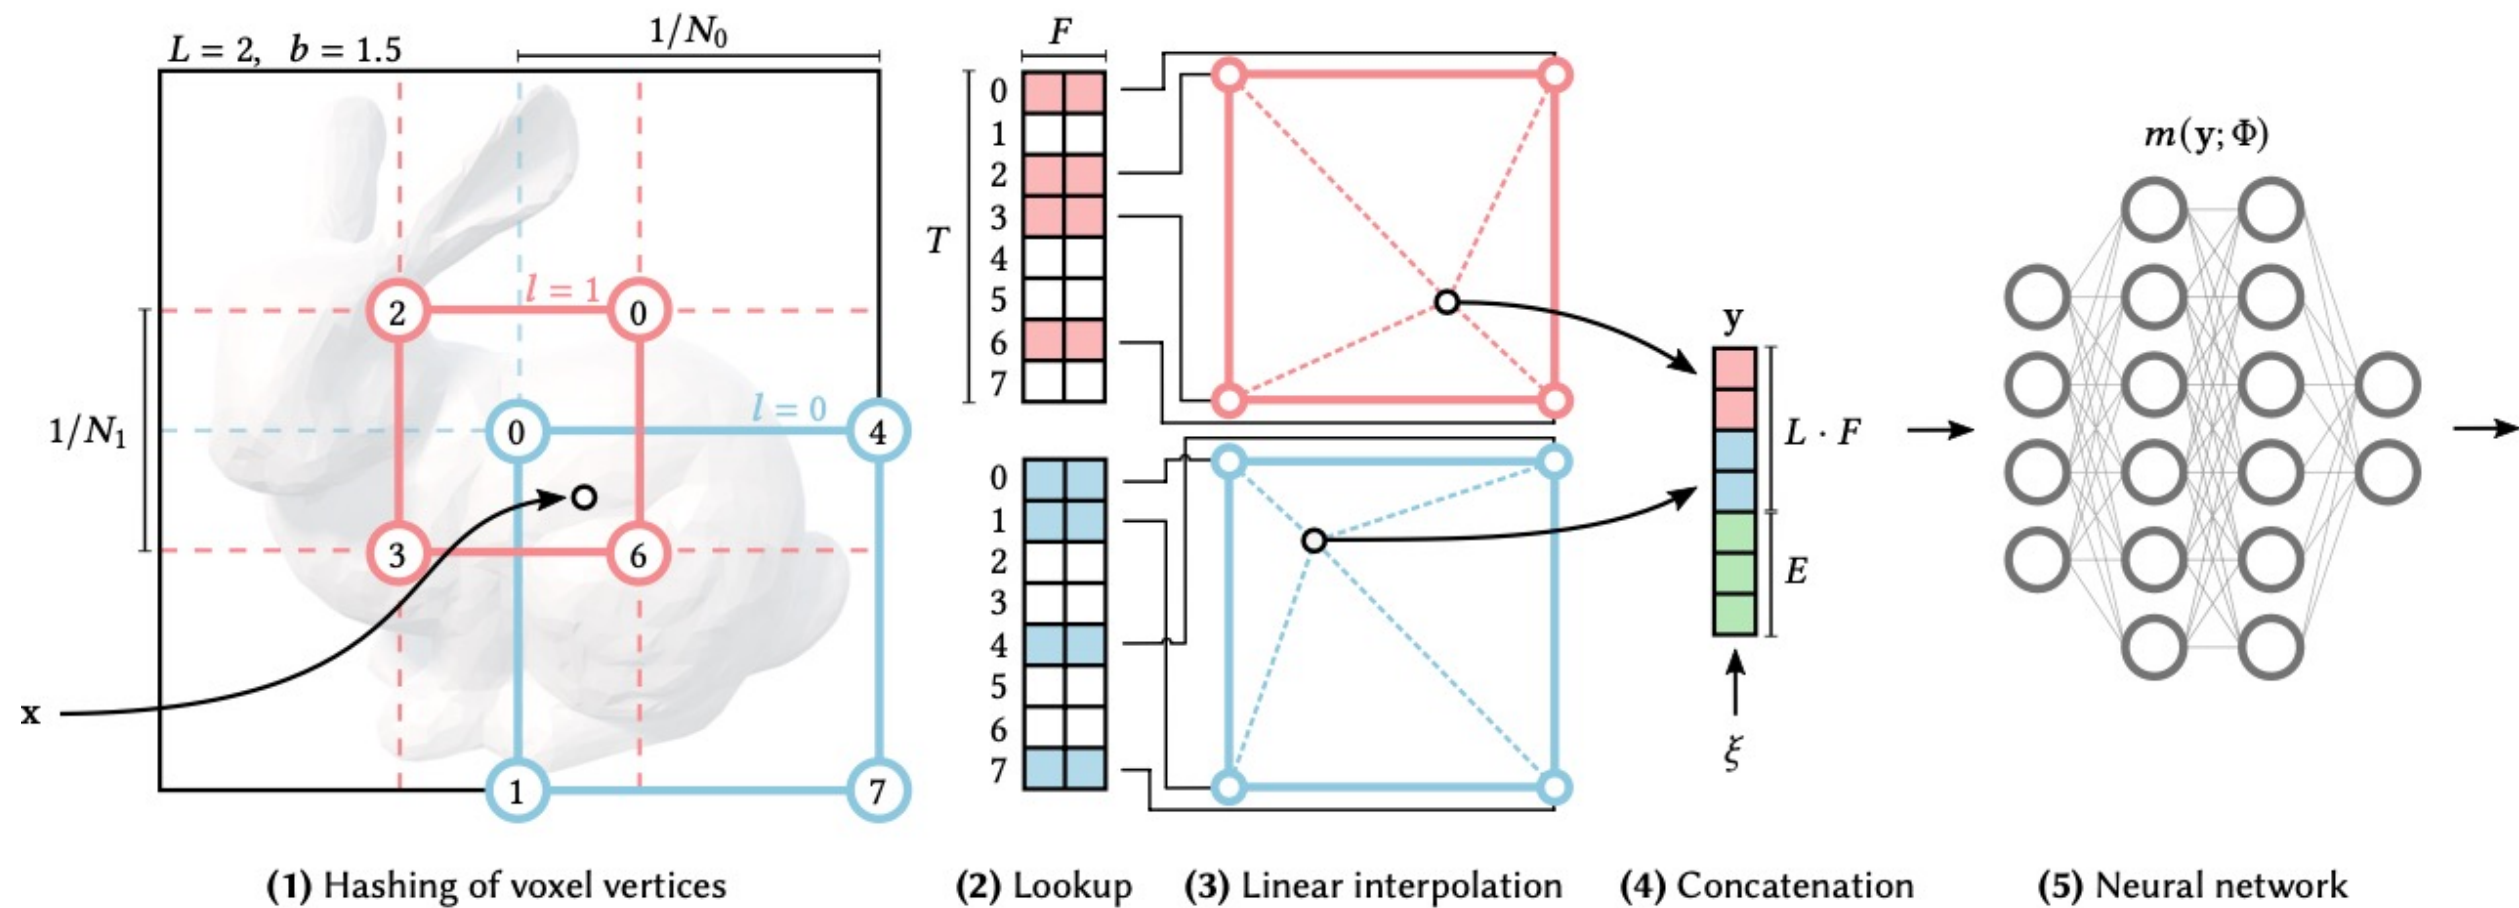 L = 2, b = 1.5
1/N₀
F
m(y; Φ)
0
1
2
3
4
5
6
7
T
l = 1
2
0
l = 0
0
4
1/N₁
3
6
1
7
x
0
1
2
3
4
5
6
7
y
L · F
E
ξ
(1) Hashing of voxel vertices
(2) Lookup
(3) Linear interpolation
(4) Concatenation
(5) Neural network